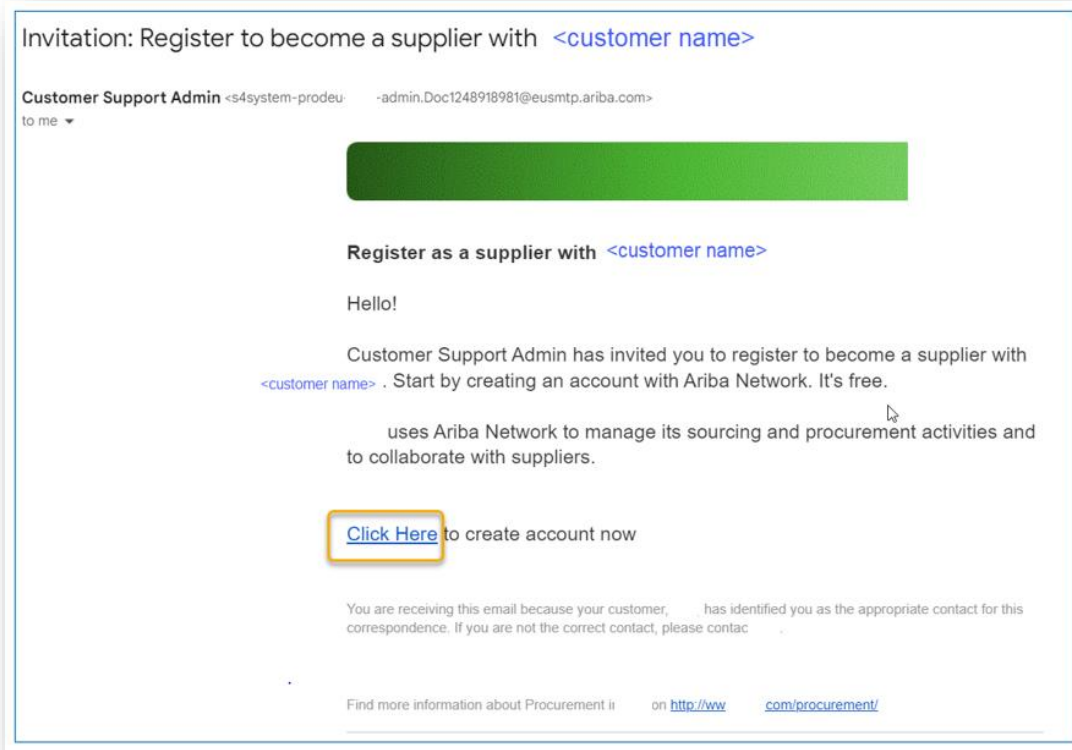 Invitation: Register to become a supplier with <customer name>
Customer Support Admin <s4system-prodeu- -admin.Doc1248918981@eusmtp.ariba.com>
to me
Register as a supplier with <customer name>
Hello!
Customer Support Admin has invited you to register to become a supplier with
<customer name> . Start by creating an account with Ariba Network. It's free.
uses Ariba Network to manage its sourcing and procurement activities and
to collaborate with suppliers.
Click Here to create account now
You are receiving this email because your customer, has identified you as the appropriate contact for this
correspondence. If you are not the correct contact, please contac .
Find more information about Procurement on http://ww com/procurement/